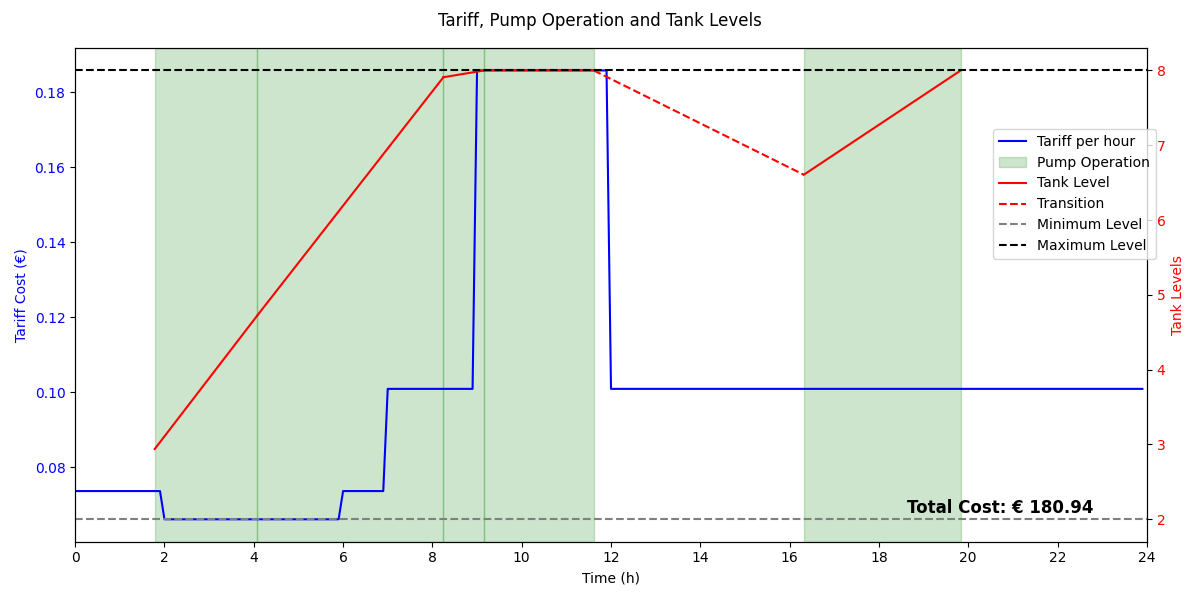 Tariff, Pump Operation and Tank Levels
Tariff Cost (€)
0.18
0.16
0.14
0.12
0.10
0.08
8
7
6
5
4
3
2
Tank Levels
Tariff per hour
Pump Operation
Tank Level
Transition
Minimum Level
Maximum Level
Total Cost: € 180.94
0 2 4 6 8 10 12 14 16 18 20 22 24
Time (h)